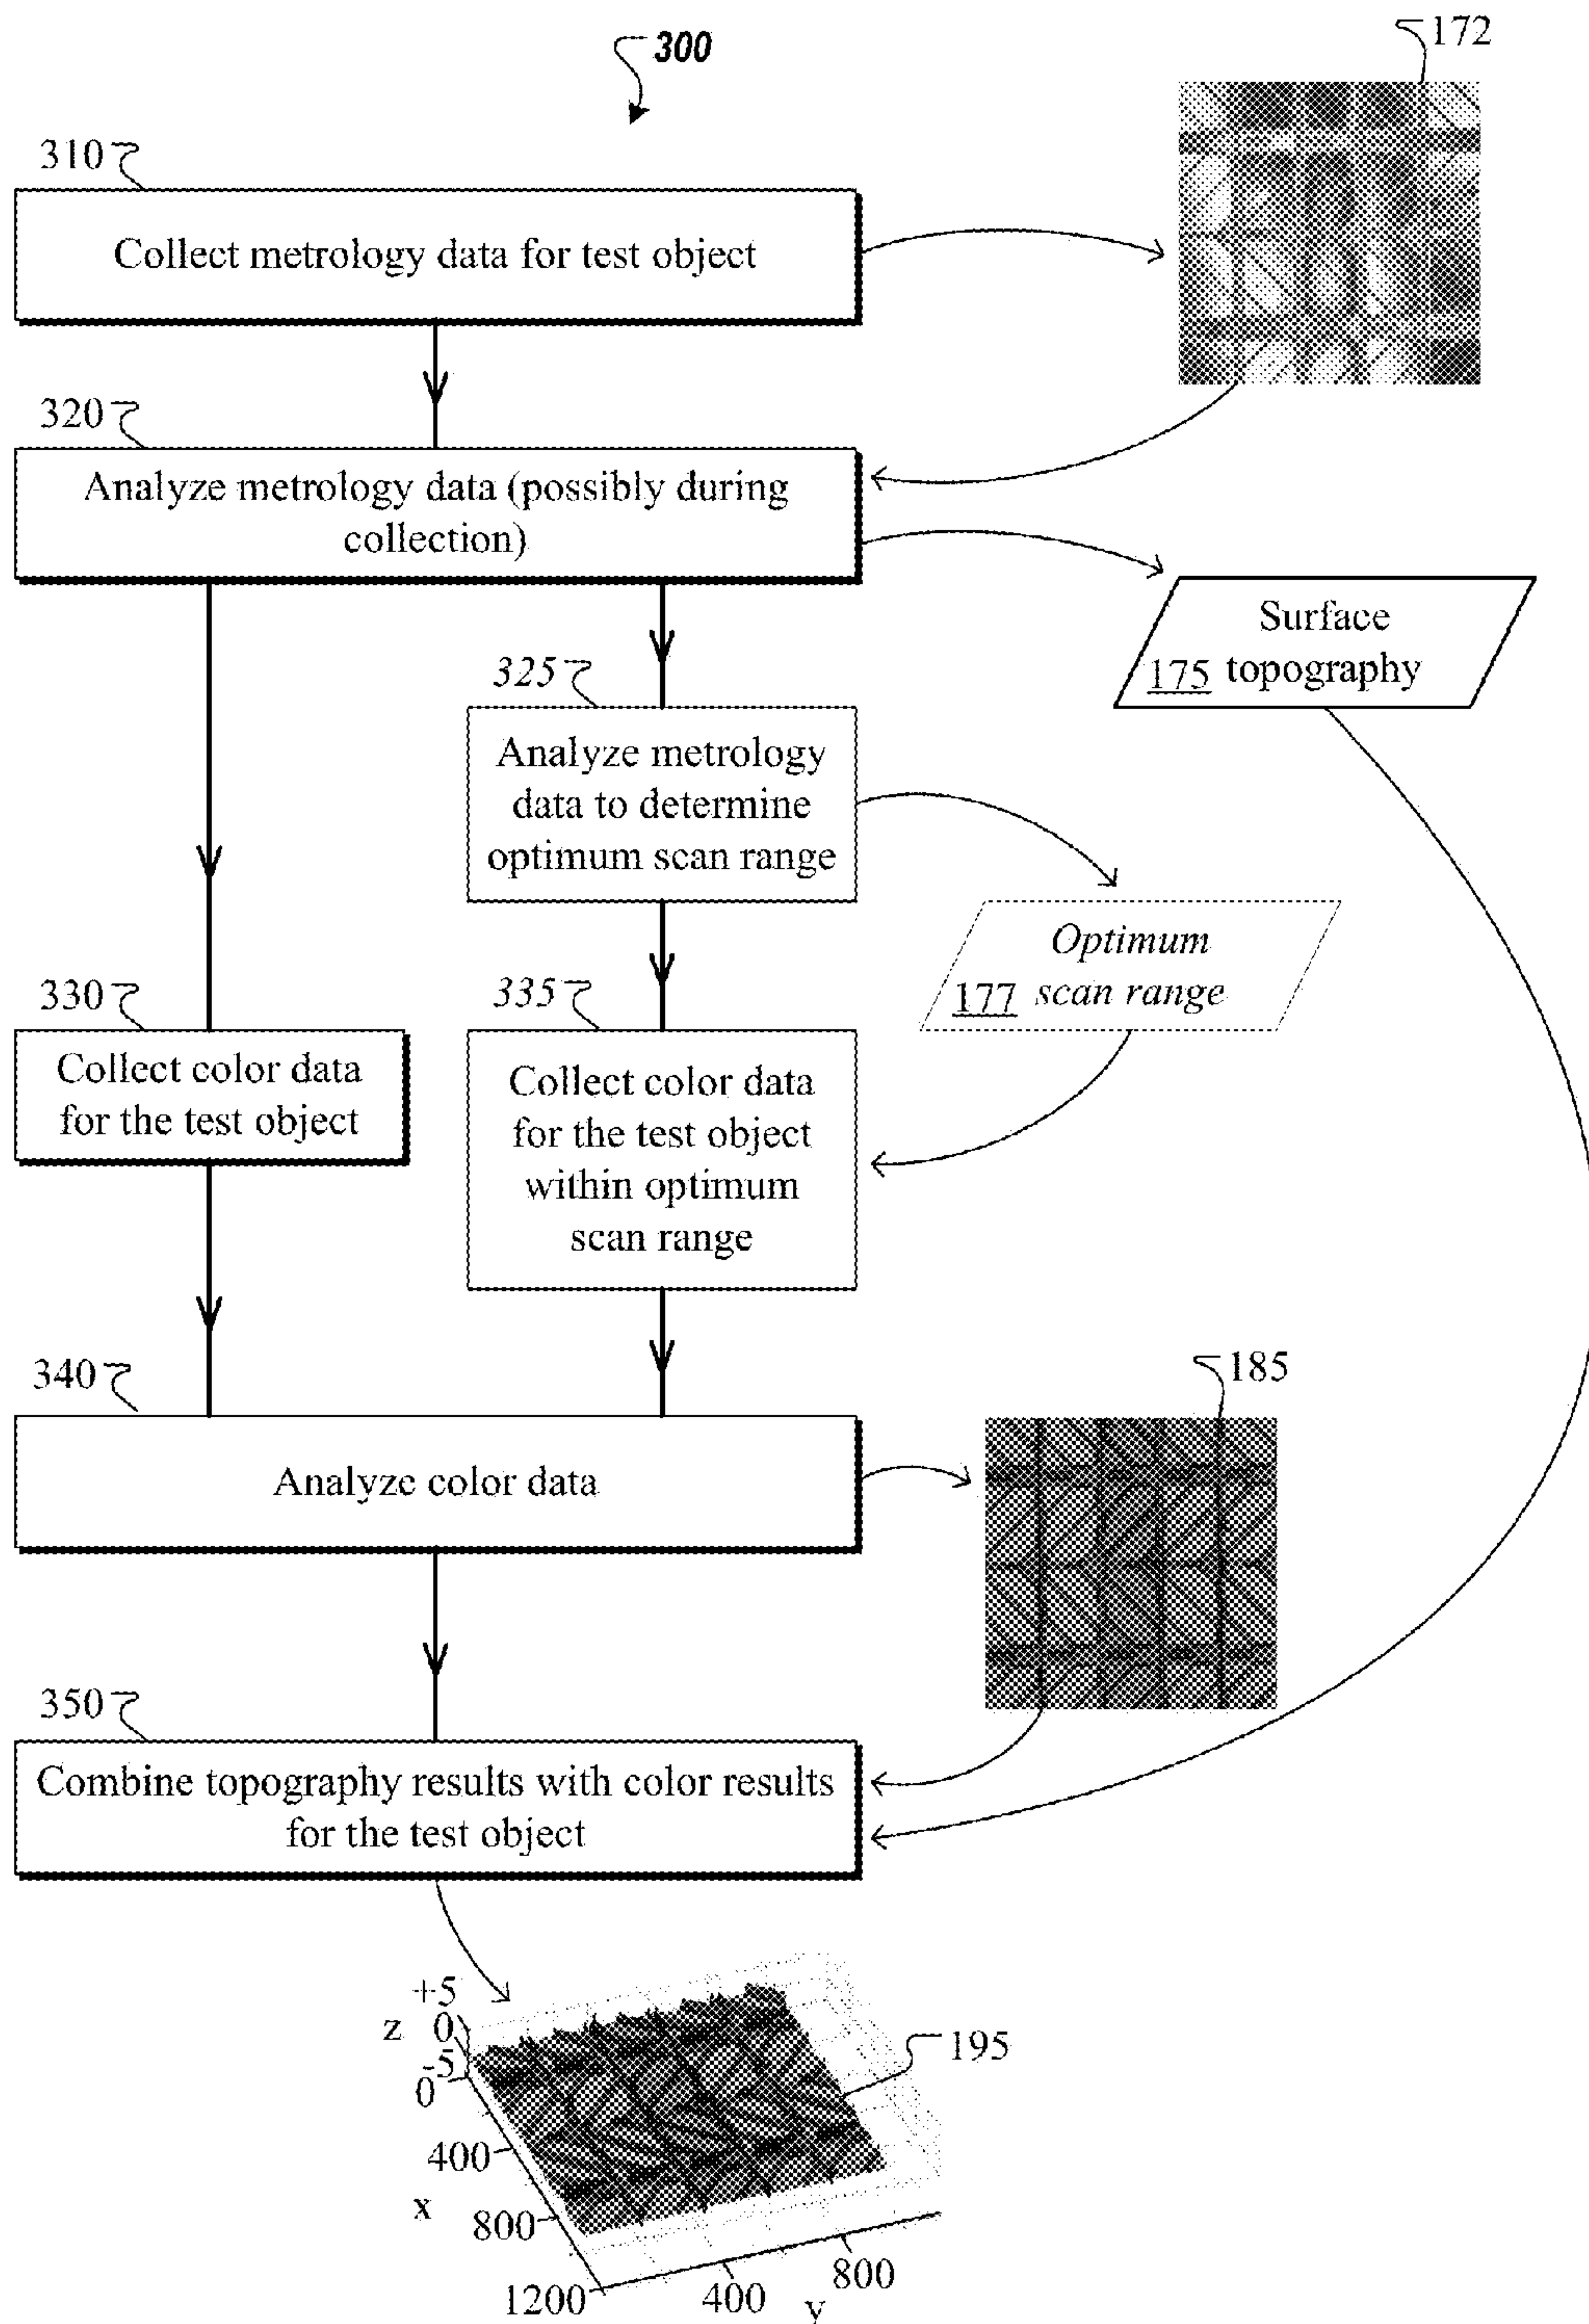 300
172
310
Collect metrology data for test object
320
Analyze metrology data (possibly during
collection)
Surface
175 topography
325
Analyze metrology
data to determine
optimum scan range
Optimum
177 scan range
330
Collect color data
for the test object
335
Collect color data
for the test object
within optimum
scan range
340
185
Analyze color data
350
Combine topography results with color results
for the test object
+5
z 0
-5
0
195
400
x
800
1200
400
800
y